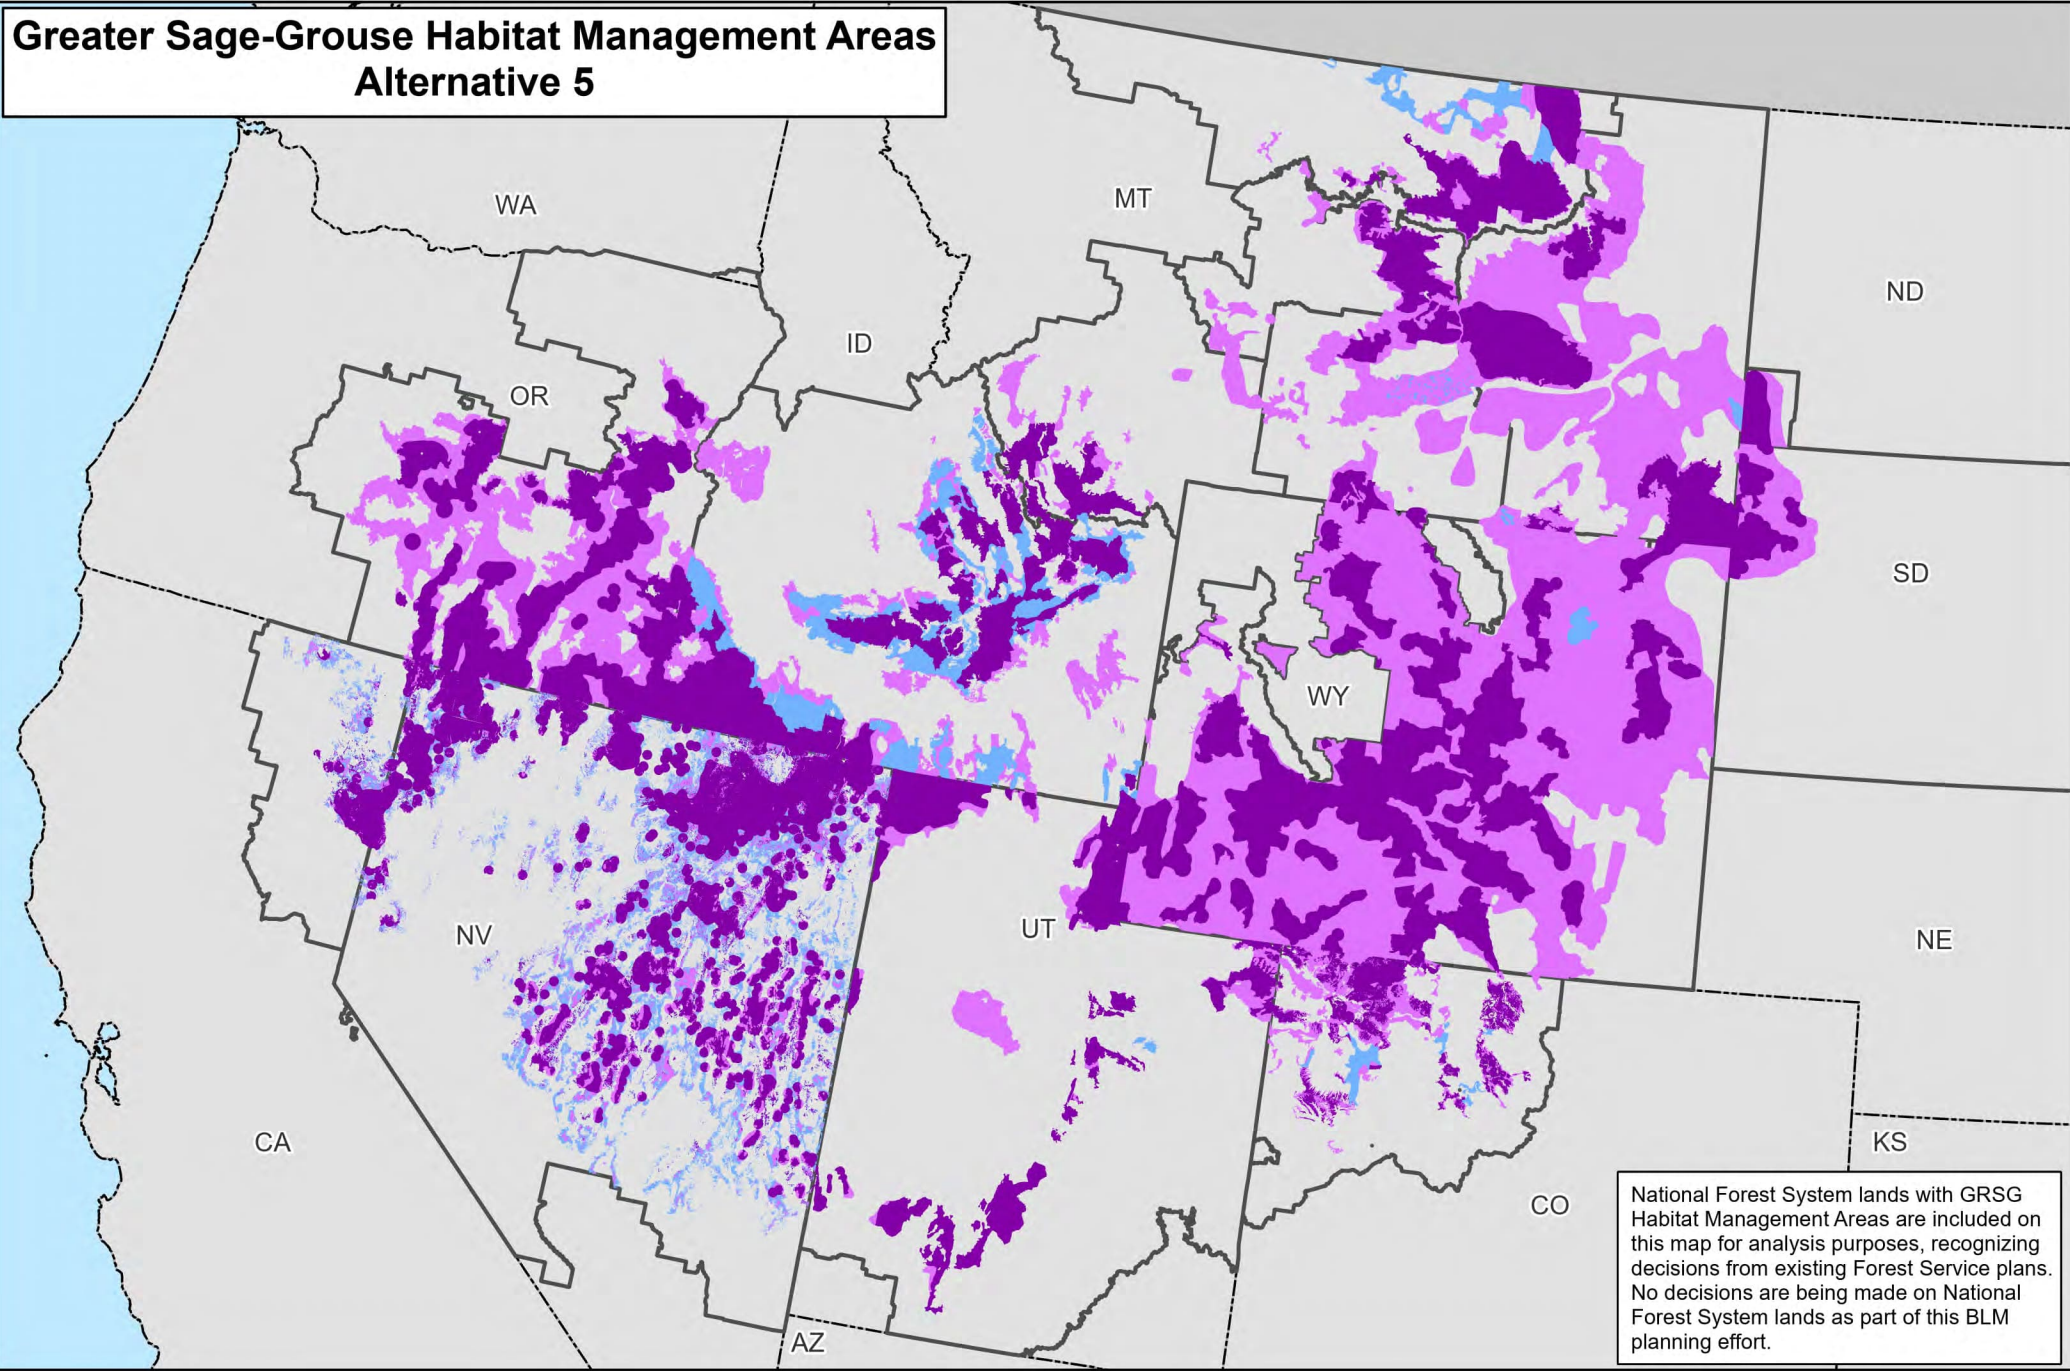 Greater Sage-Grouse Habitat Management Areas
Alternative 5
WA
MT
ND
ID
OR
SD
WY
UT
NV
NE
CA
KS
CO
AZ
National Forest System lands with GRSG
Habitat Management Areas are included on
this map for analysis purposes, recognizing
decisions from existing Forest Service plans.
No decisions are being made on National
Forest System lands as part of this BLM
planning effort.